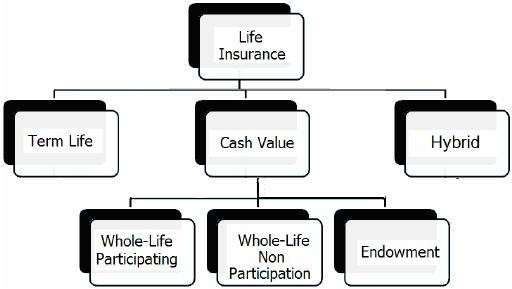 Life
Insurance
Term Life
Cash Value
Hybrid
Whole-Life
Participating
Whole-Life
Non
Participation
Endowment